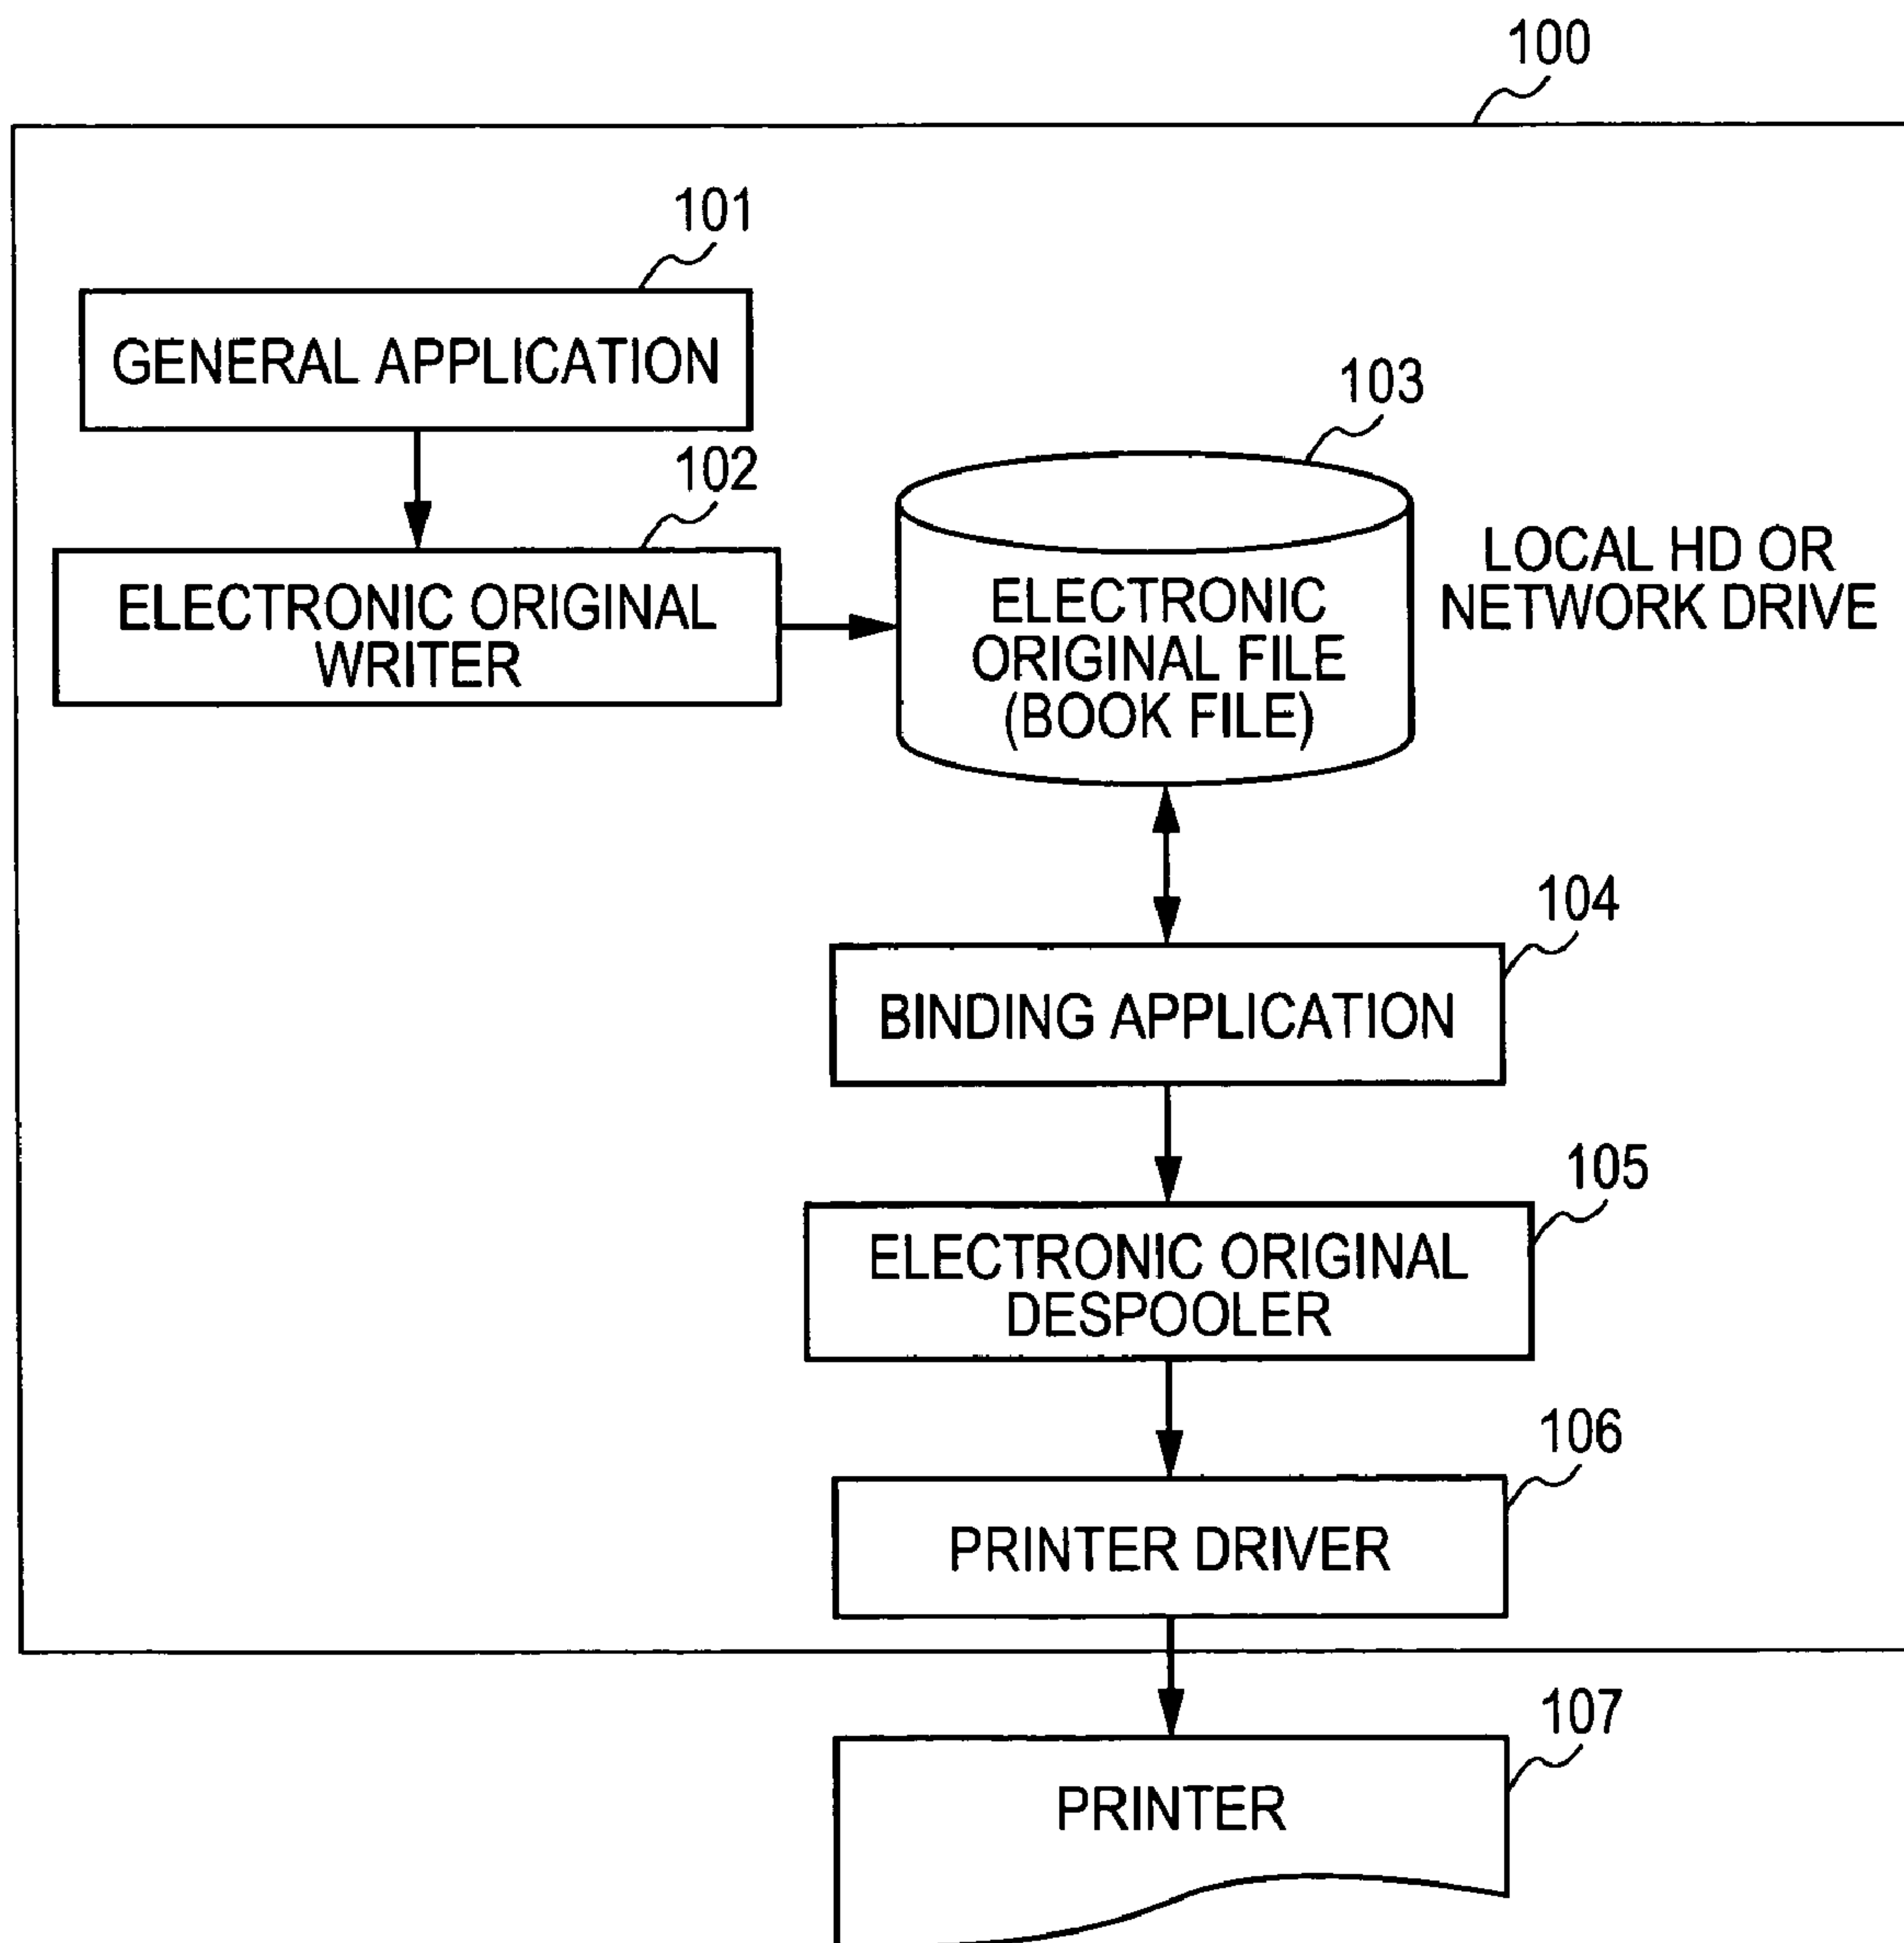 100
101
GENERAL APPLICATION
102
ELECTRONIC ORIGINAL
WRITER
103
ELECTRONIC
ORIGINAL FILE
(BOOK FILE)
LOCAL HD OR
NETWORK DRIVE
104
BINDING APPLICATION
105
ELECTRONIC ORIGINAL
DESPOOLER
106
PRINTER DRIVER
107
PRINTER